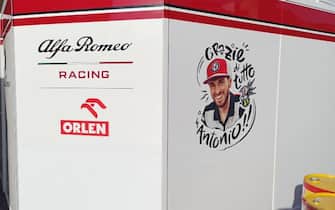 Alfa Romeo
RACING
ORLEN
Grazie
di
tutto
Antonio!!